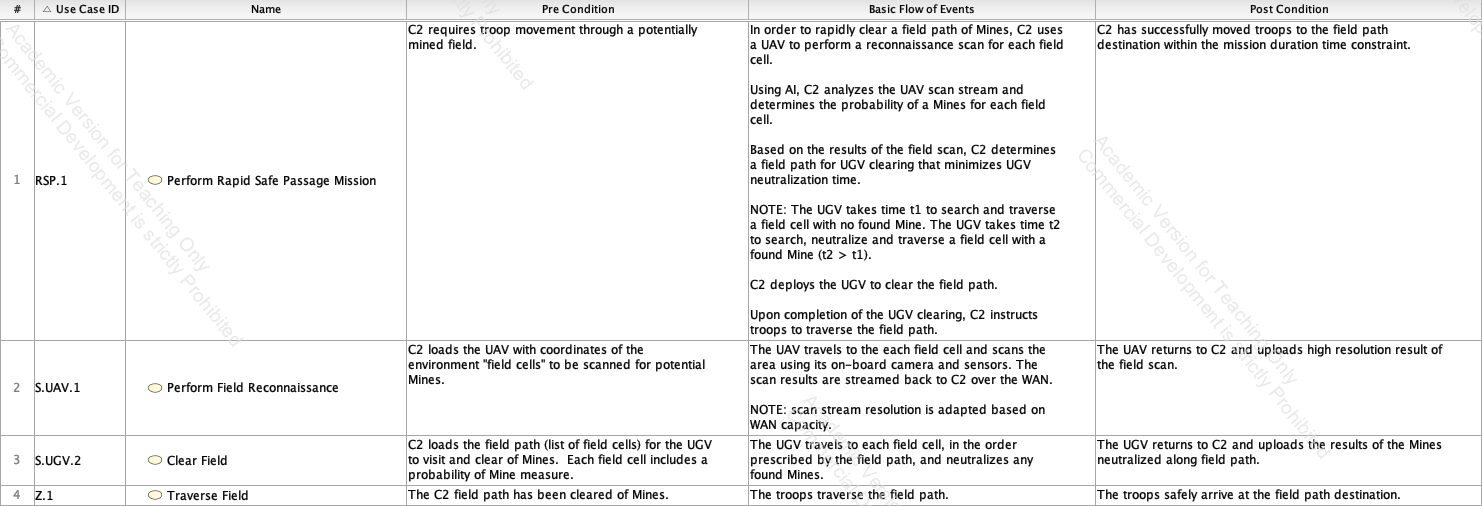 # △ Use Case ID Name Pre Condition Basic Flow of Events Post Condition
1 RSP.1 Perform Rapid Safe Passage Mission
C2 requires troop movement through a potentially
mined field.
In order to rapidly clear a field path of Mines, C2 uses
a UAV to perform a reconnaissance scan for each field
cell.
Using AI, C2 analyzes the UAV scan stream and
determines the probability of a Mines for each field
cell.
Based on the results of the field scan, C2 determines
a field path for UGV clearing that minimizes UGV
neutralization time.
NOTE: The UGV takes time t1 to search and traverse
a field cell with no found Mine. The UGV takes time t2
to search, neutralize and traverse a field cell with a
found Mine (t2 > t1).
C2 deploys the UGV to clear the field path.
Upon completion of the UGV clearing, C2 instructs
troops to traverse the field path.
C2 has successfully moved troops to the field path
destination within the mission duration time constraint.
2 S.UAV.1 Perform Field Reconnaissance
C2 loads the UAV with coordinates of the
environment "field cells" to be scanned for potential
Mines.
The UAV travels to the each field cell and scans the
area using its on-board camera and sensors. The
scan results are streamed back to C2 over the WAN.
NOTE: scan stream resolution is adapted based on
WAN capacity.
The UAV returns to C2 and uploads high resolution result of
the field scan.
3 S.UGV.2 Clear Field
C2 loads the field path (list of field cells) for the UGV
to visit and clear of Mines.  Each field cell includes a
probability of Mine measure.
The UGV travels to each field cell, in the order
prescribed by the field path, and neutralizes any
found Mines.
The UGV returns to C2 and uploads the results of the Mines
neutralized along field path.
4 Z.1 Traverse Field
The C2 field path has been cleared of Mines.
The troops traverse the field path.
The troops safely arrive at the field path destination.
Academic Version for Teaching Only
Commercial Development is strictly Prohibited
Academic Version for Teaching Only
Commercial Development is strictly Prohibited